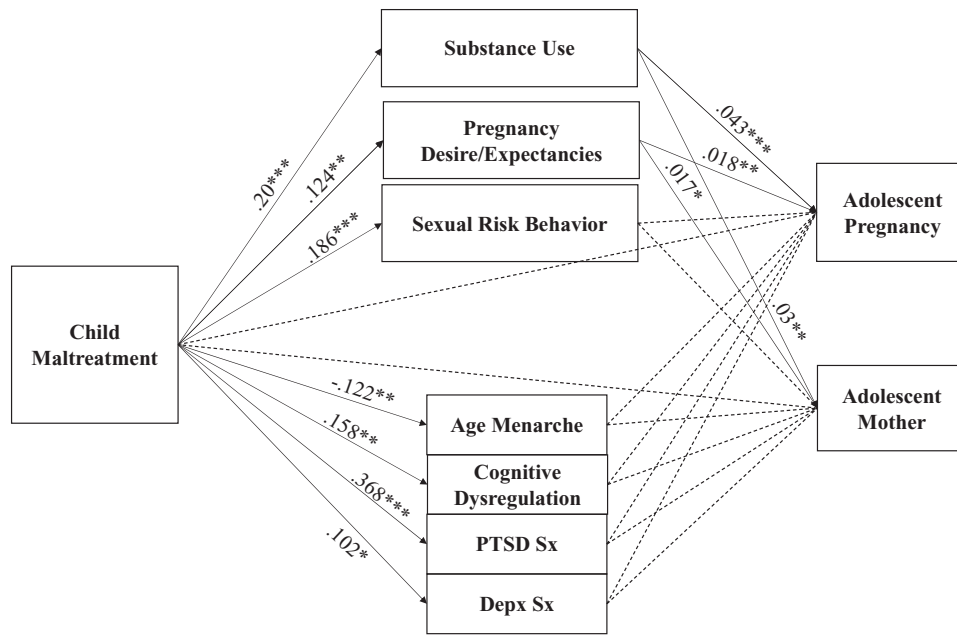 Substance Use
Pregnancy
Desire/Expectancies
Sexual Risk Behavior
.20***
.124**
.186***
.043***
.018**
.017*
.03**
Adolescent
Pregnancy
Child
Maltreatment
Adolescent
Mother
-.122**
.158**
.368***
.102*
Age Menarche
Cognitive
Dysregulation
PTSD Sx
Depx Sx